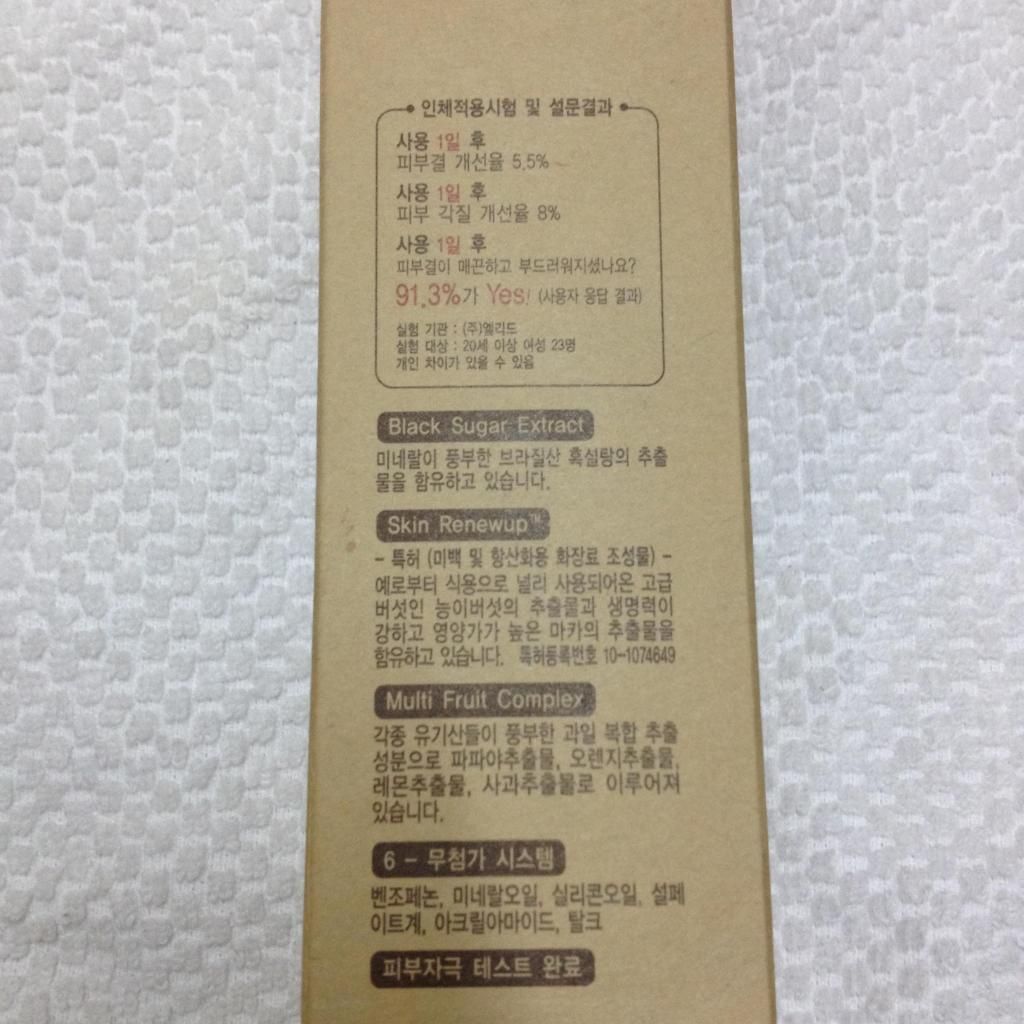 인체적용시험 및 설문결과
사용 1일 후
피부결 개선율 5.5%
사용 1일 후
피부 각질 개선율 8%
사용 1일 후
피부결이 매끈하고 부드러워지셨나요?
91.3%가 Yes! (사용자 응답 결과)
실험 기관 : (주)엘리드
실험 대상 : 20세 이상 여성 23명
개인 차이가 있을 수 있음
Black Sugar Extract
미네랄이 풍부한 브라질산 흑설탕의 추출
물을 함유하고 있습니다.
Skin Renewup™
- 특허 (미백 및 항산화용 화장료 조성물) -
예로부터 식용으로 널리 사용되어온 고급
버섯인 능이버섯의 추출물과 생명력이
강하고 영양가가 높은 마카의 추출물을
함유하고 있습니다. 특허등록번호 10-1074649
Multi Fruit Complex
각종 유기산들이 풍부한 과일 복합 추출
성분으로 파파야추출물, 오렌지추출물,
레몬추출물, 사과추출물로 이루어져
있습니다.
6 - 무첨가 시스템
벤조페논, 미네랄오일, 실리콘오일, 설페
이트계, 아크릴아마이드, 탈크
피부자극 테스트 완료